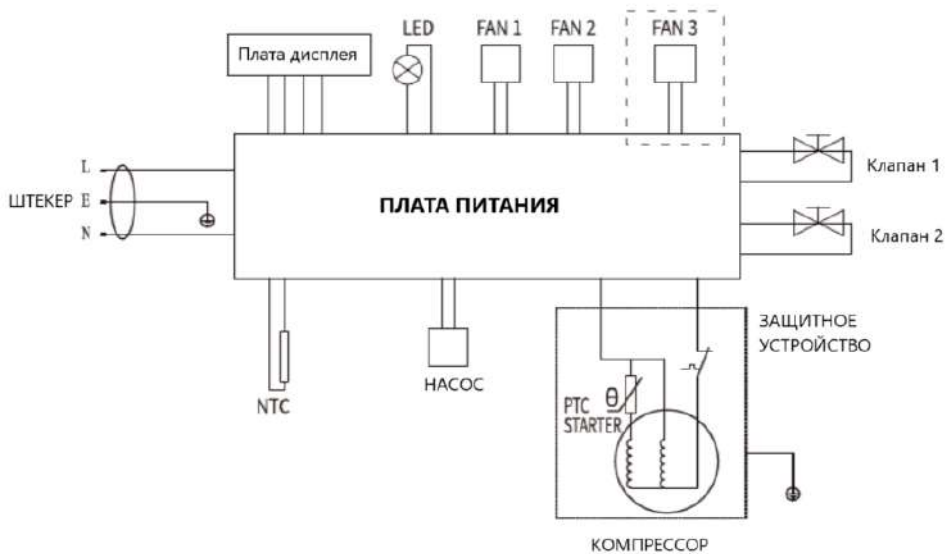 LED
FAN 1
FAN 2
FAN 3
Плата дисплея
L
ШТЕКЕР E
N
ПЛАТА ПИТАНИЯ
Клапан 1
Клапан 2
NTC
НАСОС
ЗАЩИТНОЕ
УСТРОЙСТВО
θ
PTC
STARTER
КОМПРЕССОР